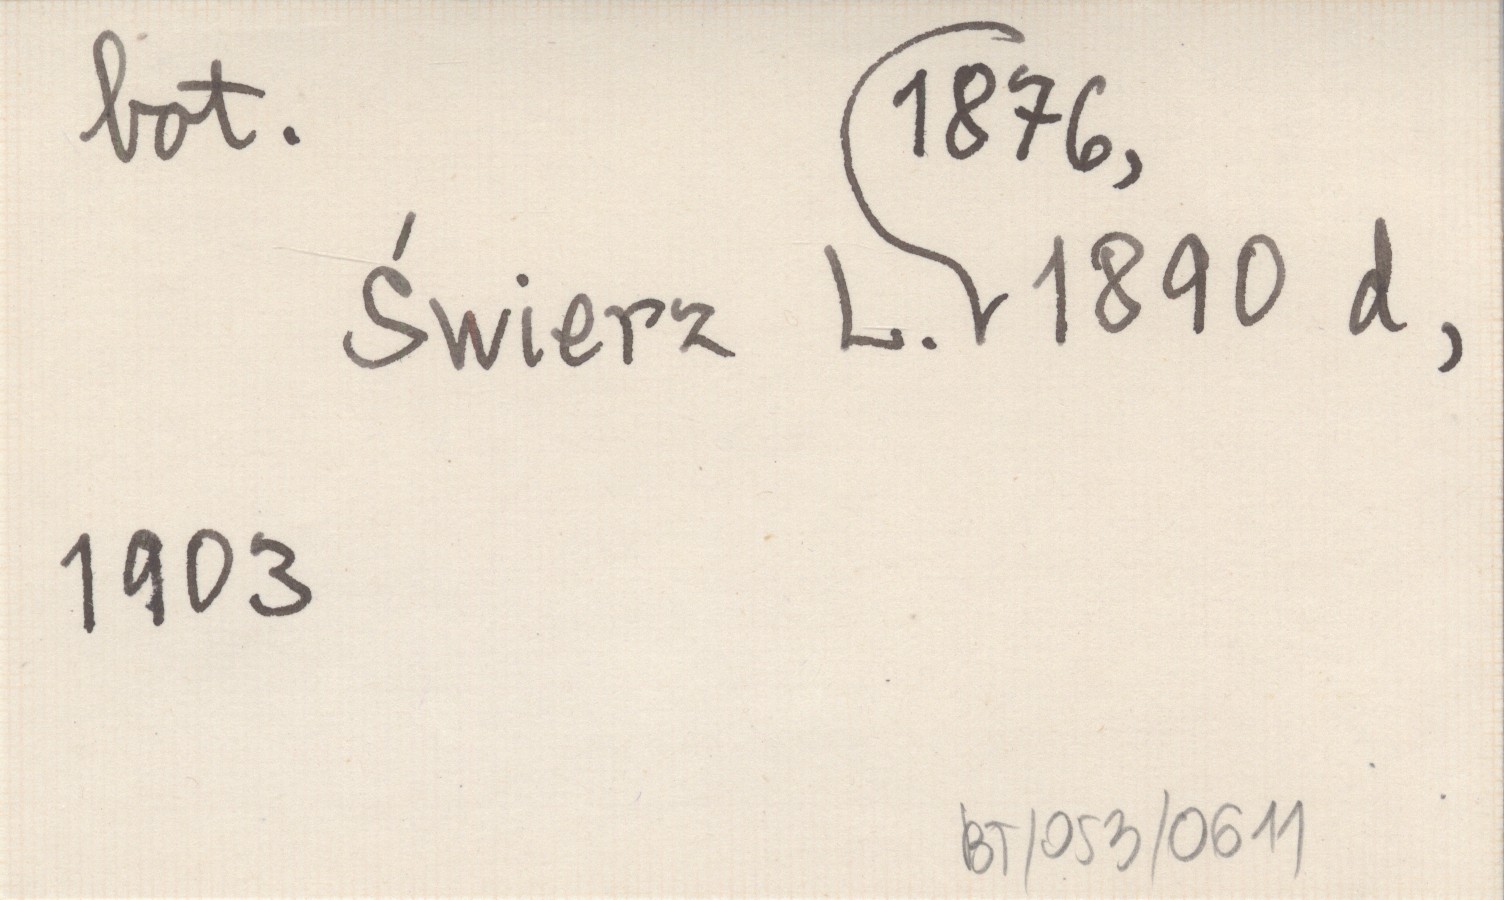 bot.
1876,
Świerz L. 1890 d,
1903
BT/053/0611